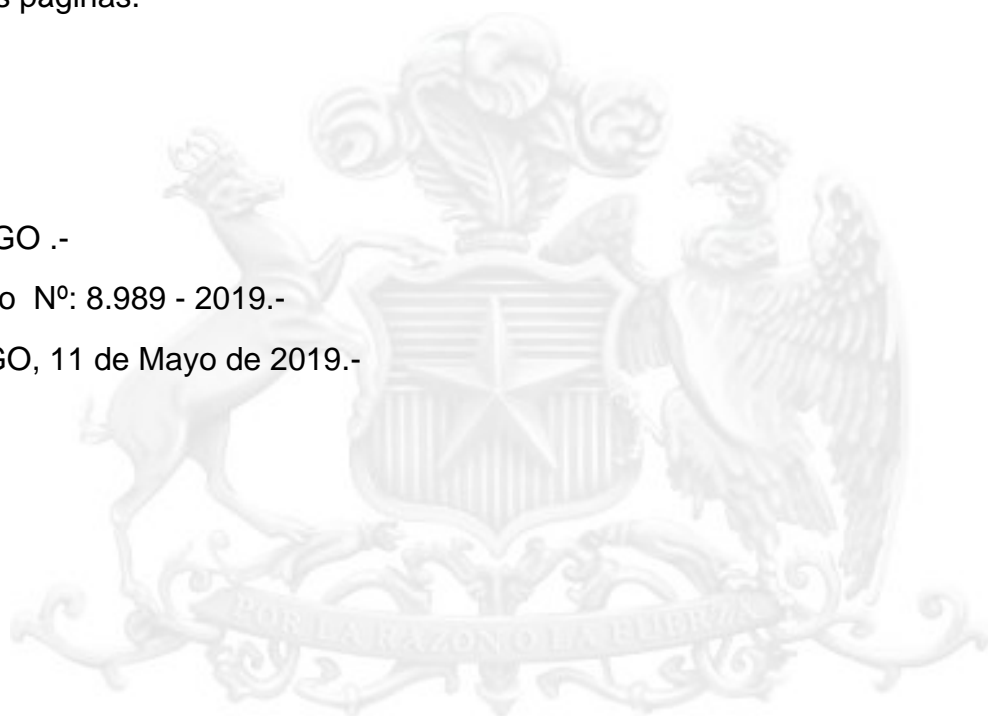 s páginas.
GO .-
o Nº: 8.989 - 2019.-
GO, 11 de Mayo de 2019.-
POR LA RAZON O LA FUERZA